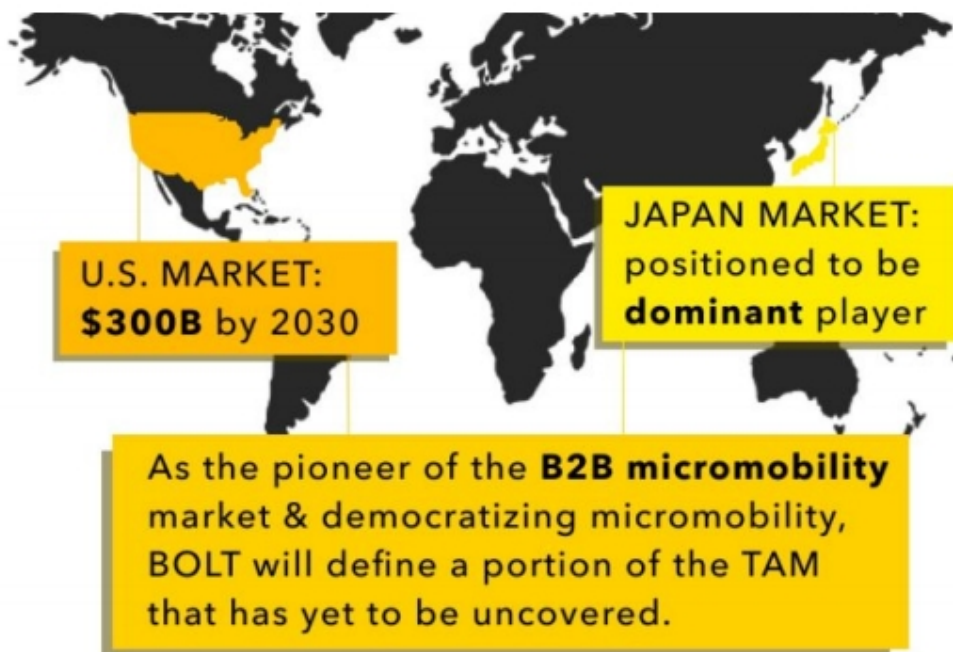 U.S. MARKET:
$300B by 2030
JAPAN MARKET:
positioned to be
dominant player
As the pioneer of the B2B micromobility
market & democratizing micromobility,
BOLT will define a portion of the TAM
that has yet to be uncovered.